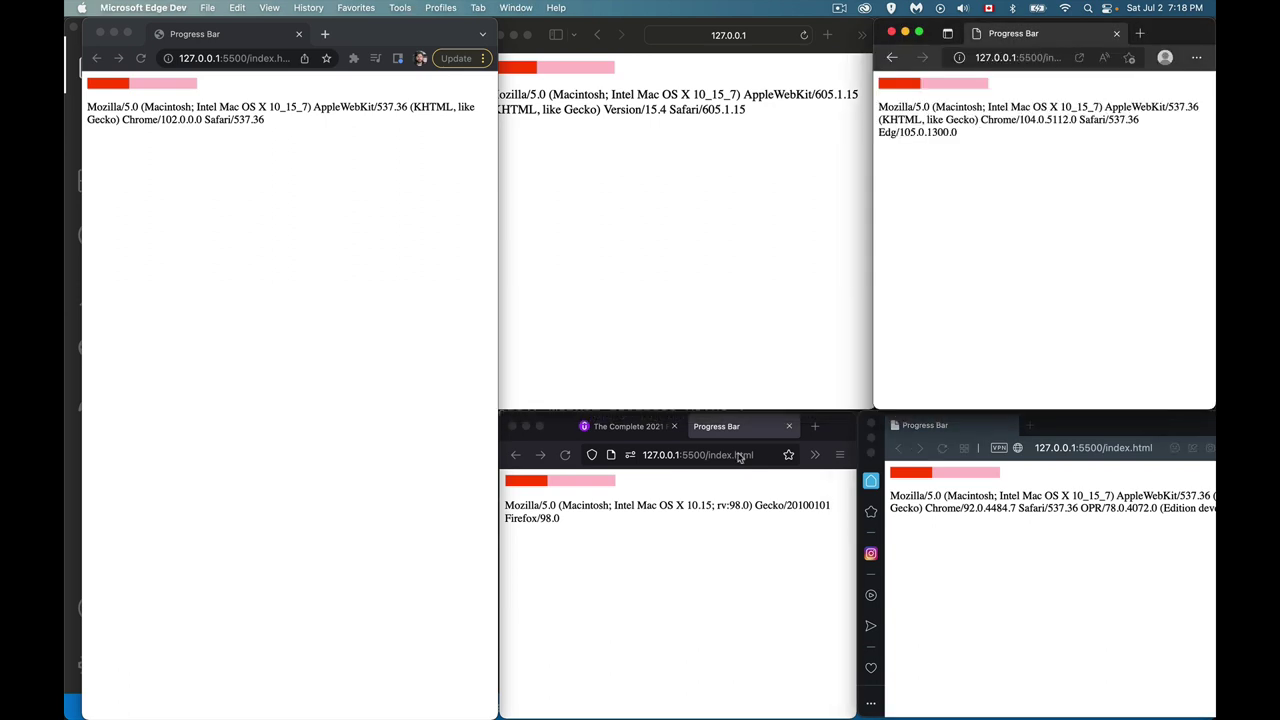 Microsoft Edge Dev File Edit View History Favorites Tools Profiles Tab Window Help
Sat Jul 2 7:18 PM
Progress Bar
127.0.0.1:5500/index.h...
Update
Mozilla/5.0 (Macintosh; Intel Mac OS X 10_15_7) AppleWebKit/537.36 (KHTML, like
Gecko) Chrome/102.0.0.0 Safari/537.36
127.0.0.1
ozilla/5.0 (Macintosh; Intel Mac OS X 10_15_7) AppleWebKit/605.1.15
KHTML, like Gecko) Version/15.4 Safari/605.1.15
Progress Bar
127.0.0.1:5500/in...
Mozilla/5.0 (Macintosh; Intel Mac OS X 10_15_7) AppleWebKit/537.36
(KHTML, like Gecko) Chrome/104.0.5112.0 Safari/537.36
Edg/105.0.1300.0
The Complete 2021
Progress Bar
127.0.0.1:5500/index.html
Mozilla/5.0 (Macintosh; Intel Mac OS X 10.15; rv:98.0) Gecko/20100101
Firefox/98.0
Progress Bar
VPN
127.0.0.1:5500/index.html
Mozilla/5.0 (Macintosh; Intel Mac OS X 10_15_7) AppleWebKit/537.36 (
Gecko) Chrome/92.0.4484.7 Safari/537.36 OPR/78.0.4072.0 (Edition deve